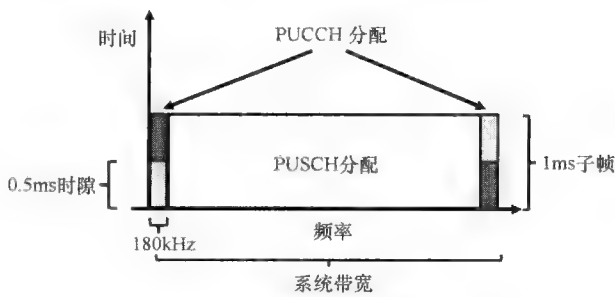 时间
PUCCH 分配
PUSCH分配
0.5ms时隙
1ms子帧
180kHz
频率
系统带宽